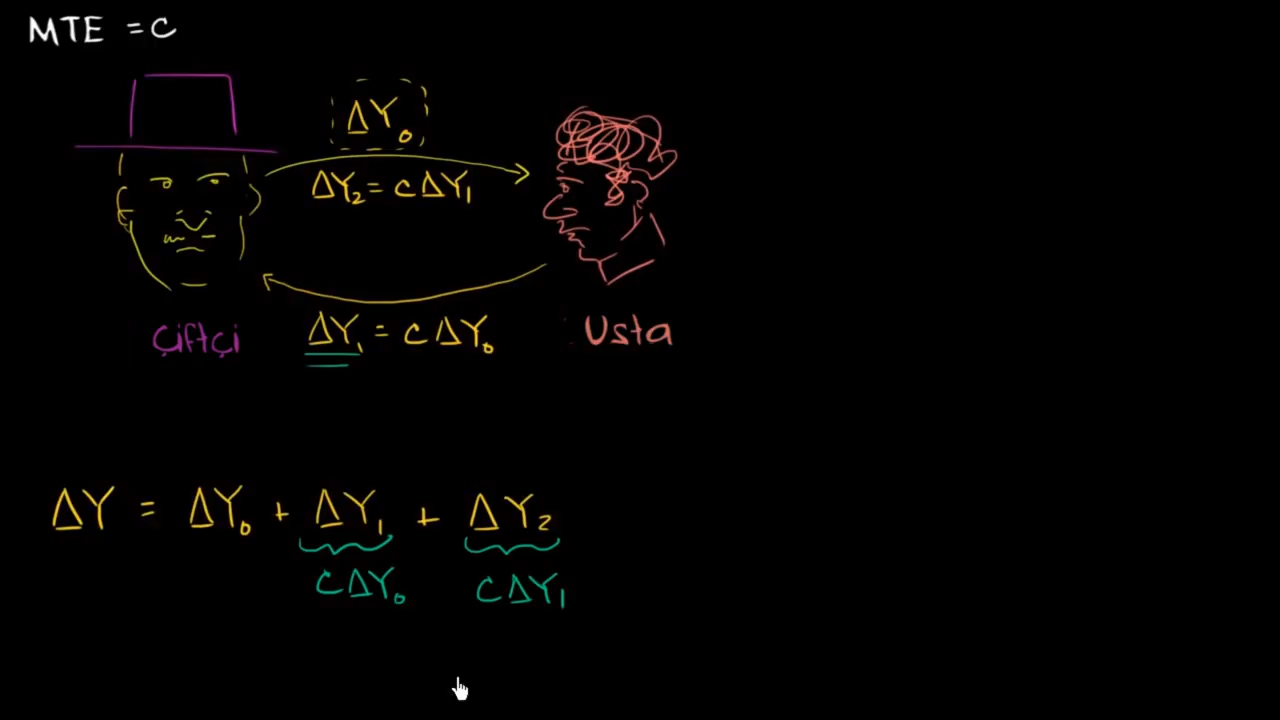 MTE = c
ΔY₀
ΔY₂ = cΔY₁
ΔY₁ = cΔY₀
Çiftçi
Usta
ΔY = ΔY₀ + ΔY₁ + ΔY₂
cΔY₀ cΔY₁